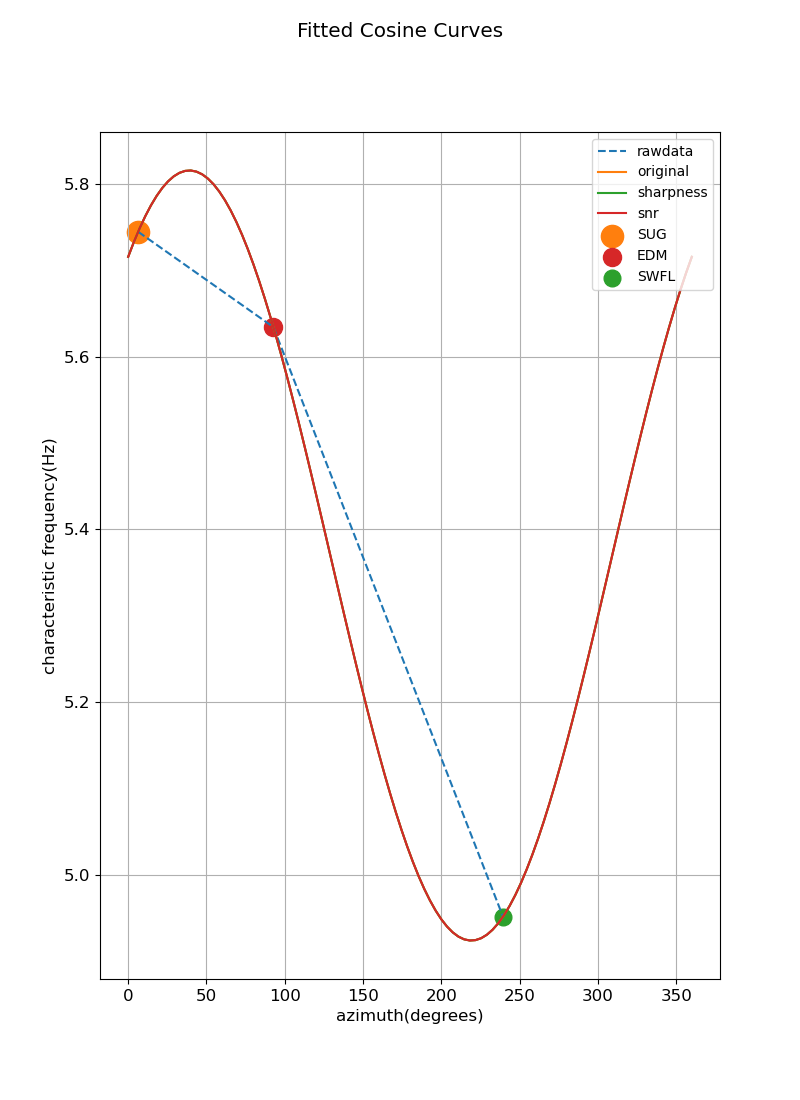 Fitted Cosine Curves
rawdata
original
sharpness
snr
SUG
EDM
SWFL
5.8
5.6
5.4
5.2
5.0
characteristic frequency(Hz)
0 50 100 150 200 250 300 350
azimuth(degrees)